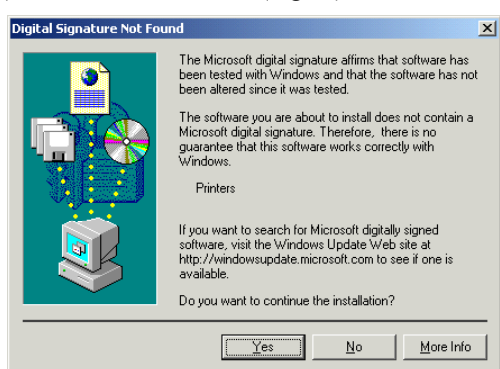 Digital Signature Not Found
The Microsoft digital signature affirms that software has
been tested with Windows and that the software has not
been altered since it was tested.
The software you are about to install does not contain a
Microsoft digital signature. Therefore, there is no
guarantee that this software works correctly with
Windows.
Printers
If you want to search for Microsoft digitally signed
software, visit the Windows Update Web site at
http://windowsupdate.microsoft.com to see if one is
available.
Do you want to continue the installation?
Yes No More Info